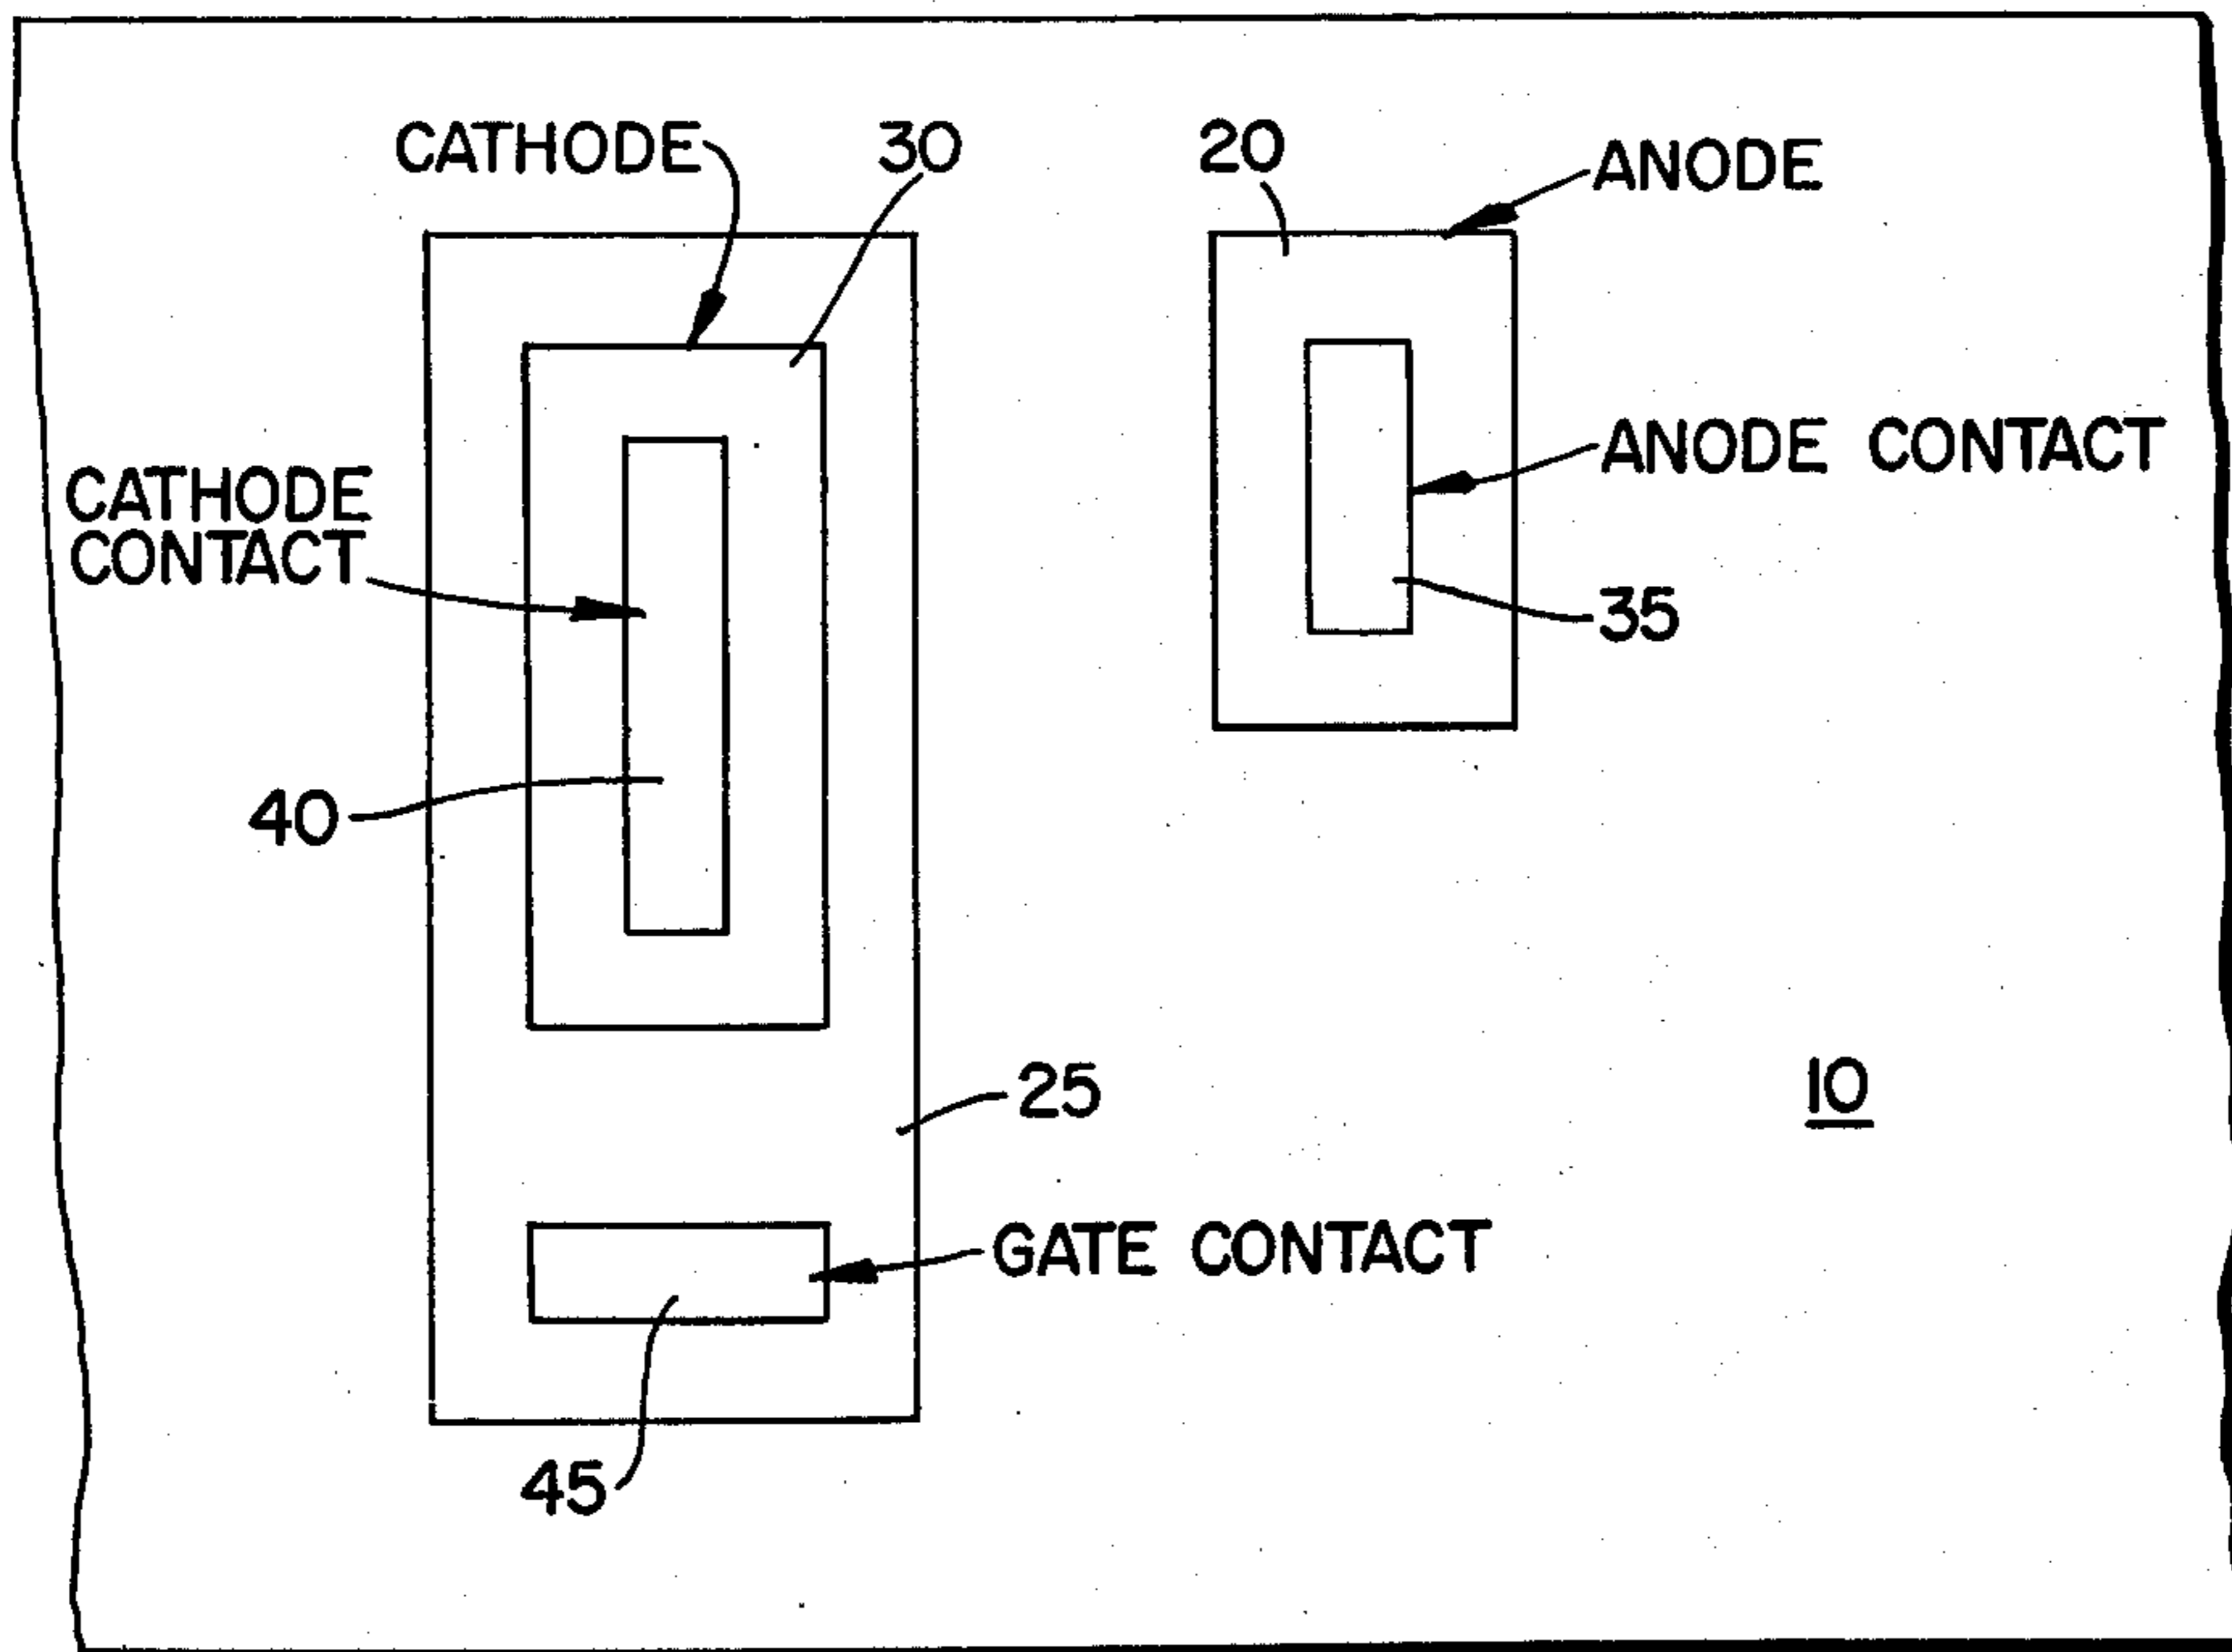 CATHODE
30
20
ANODE
ANODE CONTACT
CATHODE
CONTACT
35
40
25
10
GATE CONTACT
45